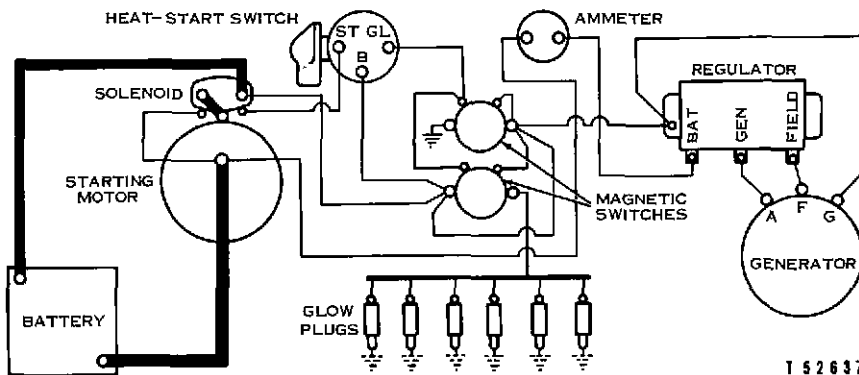 HEAT-START SWITCH
ST GL
B
AMMETER
SOLENOID
REGULATOR
BAT
GEN
FIELD
STARTING
MOTOR
MAGNETIC
SWITCHES
A
F
G
GENERATOR
BATTERY
GLOW
PLUGS
T 52637